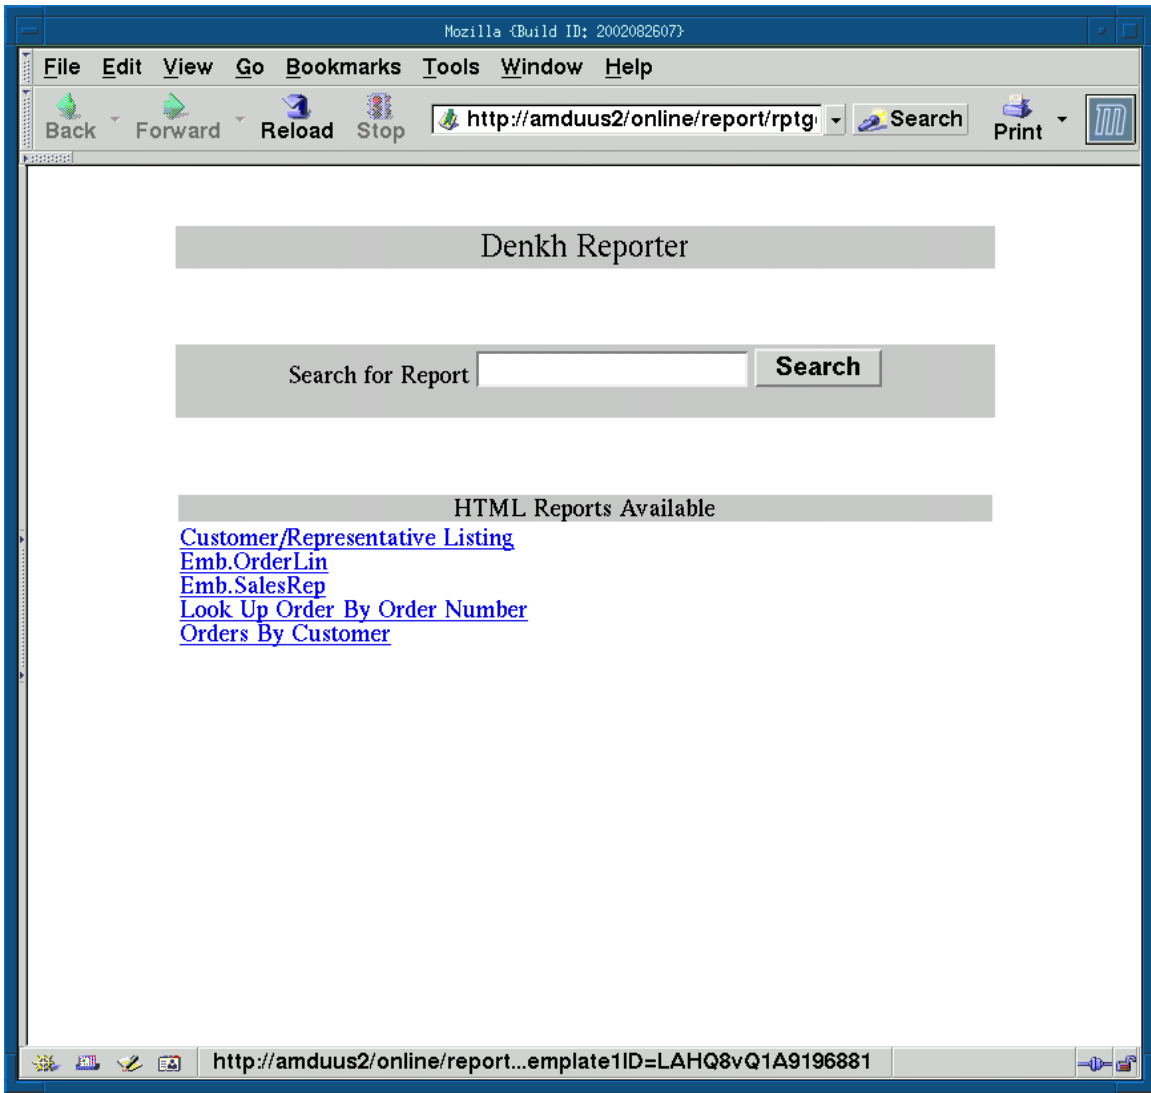 Mozilla {Build ID: 2002082607}
File Edit View Go Bookmarks Tools Window Help
Back Forward Reload Stop http://amduus2/online/report/rptg Search Print
Denkh Reporter
Search for Report Search
HTML Reports Available
Customer/Representative Listing
Emb.OrderLin
Emb.SalesRep
Look Up Order By Order Number
Orders By Customer
http://amduus2/online/report...emplate1ID=LAHQ8vQ1A9196881